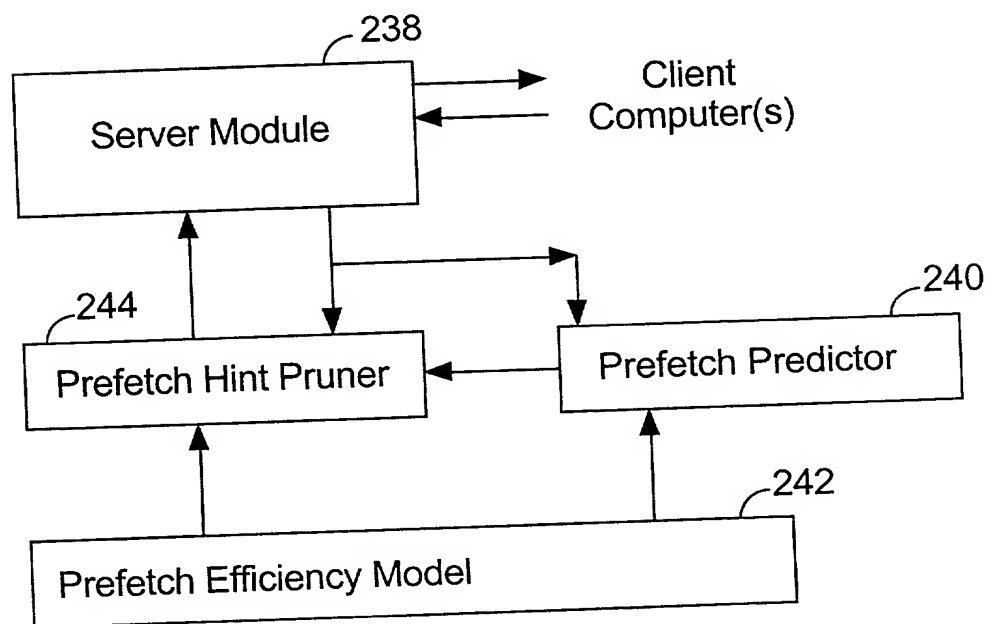 238
Client
Computer(s)
Server Module
240
244
Prefetch Predictor
Prefetch Hint Pruner
242
Prefetch Efficiency Model